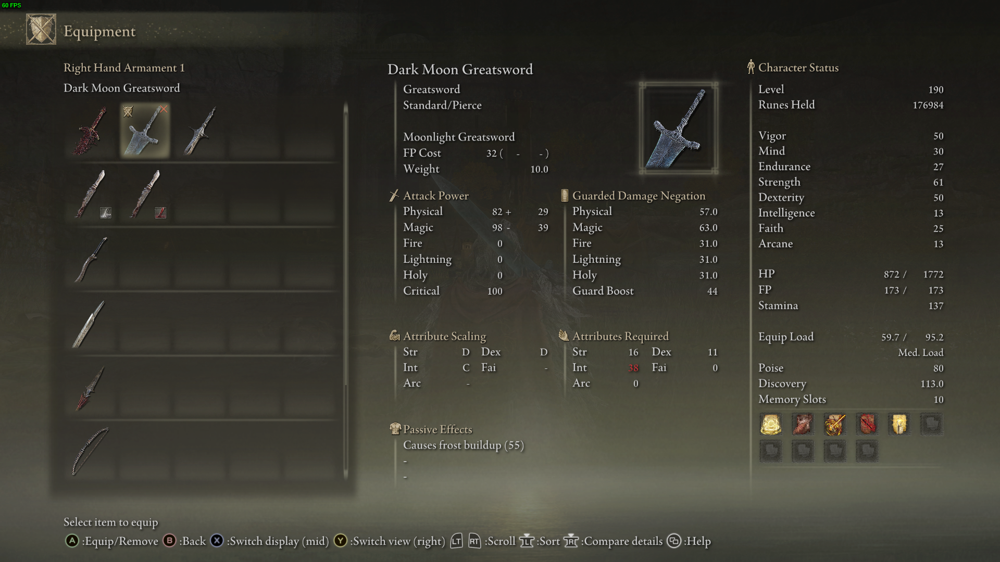 60 FPS
Equipment
Right Hand Armament 1
Dark Moon Greatsword
Dark Moon Greatsword
Greatsword
Standard/Pierce
Moonlight Greatsword
FP Cost 32 ( - - )
Weight 10.0
Attack Power
Physical 82 + 29
Magic 98 - 39
Fire 0
Lightning 0
Holy 0
Critical 100
Guarded Damage Negation
Physical 57.0
Magic 63.0
Fire 31.0
Lightning 31.0
Holy 31.0
Guard Boost 44
Attribute Scaling
Str D Dex D
Int C Fai -
Arc -
Attributes Required
Str 16 Dex 11
Int 38 Fai 0
Arc 0
Passive Effects
Causes frost buildup (55)
-
-
Character Status
Level 190
Runes Held 176984
Vigor 50
Mind 30
Endurance 27
Strength 61
Dexterity 50
Intelligence 13
Faith 25
Arcane 13
HP 872 / 1772
FP 173 / 173
Stamina 137
Equip Load 59.7 / 95.2
Med. Load
Poise 80
Discovery 113.0
Memory Slots 10
Select item to equip
A :Equip/Remove B :Back X :Switch display (mid) Y :Switch view (right) LT RT :Scroll L :Sort R :Compare details :Help